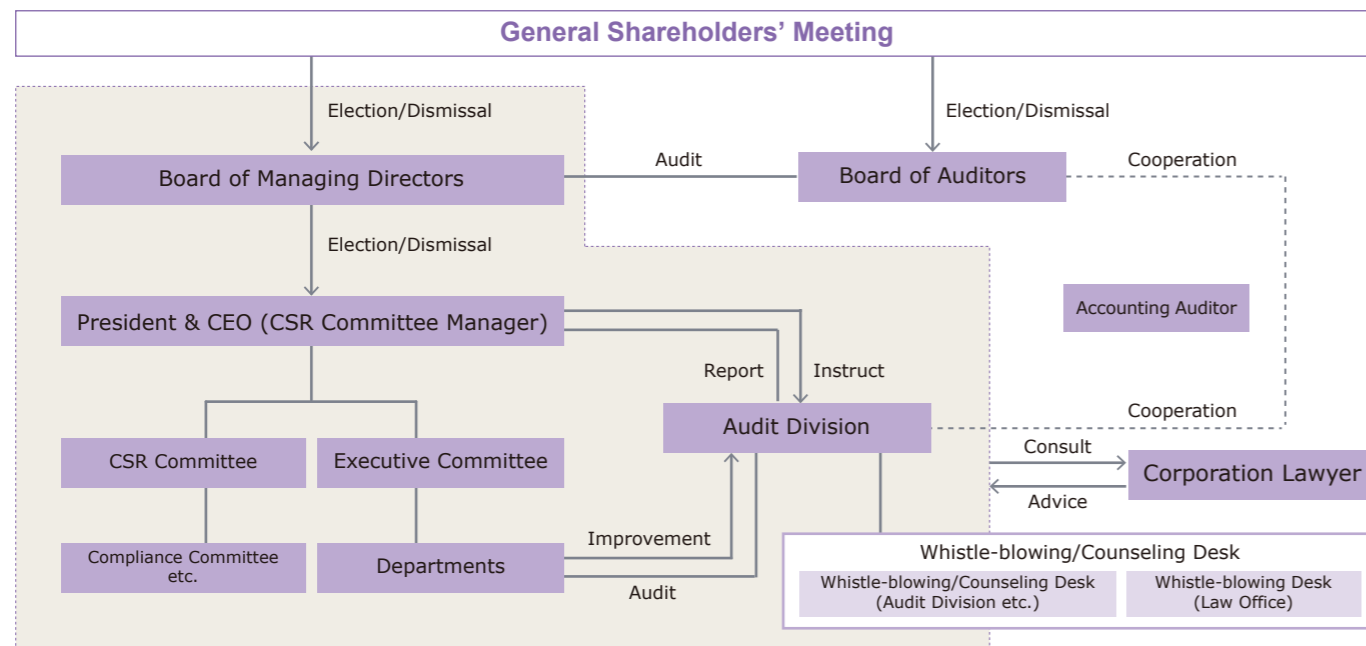 General Shareholders’ Meeting
Election/Dismissal
Election/Dismissal
Board of Managing Directors
Audit
Board of Auditors
Cooperation
Election/Dismissal
President & CEO (CSR Committee Manager)
Accounting Auditor
Report
Instruct
Audit Division
Cooperation
CSR Committee
Executive Committee
Consult
Corporation Lawyer
Advice
Compliance Committee
etc.
Departments
Improvement
Audit
Whistle-blowing/Counseling Desk
Whistle-blowing/Counseling Desk
(Audit Division etc.)
Whistle-blowing Desk
(Law Office)